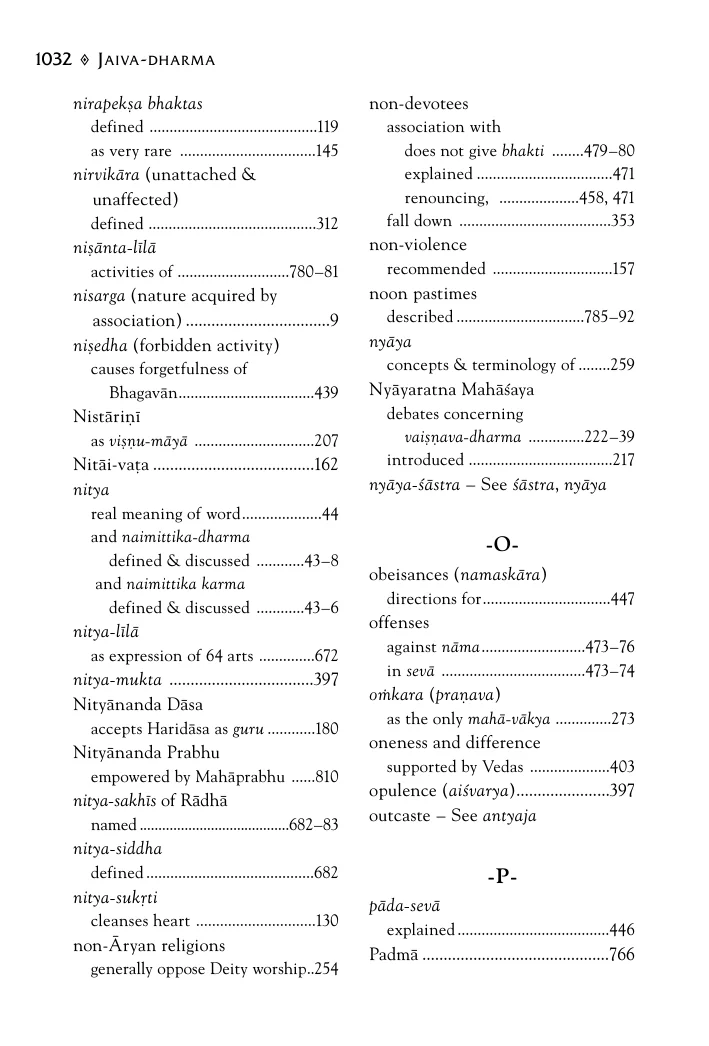 1032 ◊ JAIVA-DHARMA
nirapekṣa bhaktas
defined ..........................................119
as very rare ..................................145
nirvikāra (unattached &
unaffected)
defined ..........................................312
niṣānta-līlā
activities of ............................780–81
nisarga (nature acquired by
association) ..................................9
niṣedha (forbidden activity)
causes forgetfulness of
Bhagavān..................................439
Nistāriṇī
as viṣṇu-māyā ..............................207
Nitāi-vaṭa ......................................162
nitya
real meaning of word....................44
and naimittika-dharma
defined & discussed ............43–8
and naimittika karma
defined & discussed ............43–6
nitya-līlā
as expression of 64 arts ..............672
nitya-mukta ..................................397
Nityānanda Dāsa
accepts Haridāsa as guru ............180
Nityānanda Prabhu
empowered by Mahāprabhu ......810
nitya-sakhīs of Rādhā
named ......................................682–83
nitya-siddha
defined..........................................682
nitya-sukṛti
cleanses heart ..............................130
non-Āryan religions
generally oppose Deity worship..254
non-devotees
association with
does not give bhakti ........479–80
explained ..................................471
renouncing, ....................458, 471
fall down ......................................353
non-violence
recommended ..............................157
noon pastimes
described ................................785–92
nyāya
concepts & terminology of ........259
Nyāyaratna Mahāśaya
debates concerning
vaiṣṇava-dharma ..............222–39
introduced ....................................217
nyāya-śāstra – See śāstra, nyāya
-O-
obeisances (namaskāra)
directions for................................447
offenses
against nāma..........................473–76
in sevā ....................................473–74
oṁkara (praṇava)
as the only mahā-vākya ..............273
oneness and difference
supported by Vedas ....................403
opulence (aiśvarya)......................397
outcaste – See antyaja
-P-
pāda-sevā
explained......................................446
Padmā ............................................766